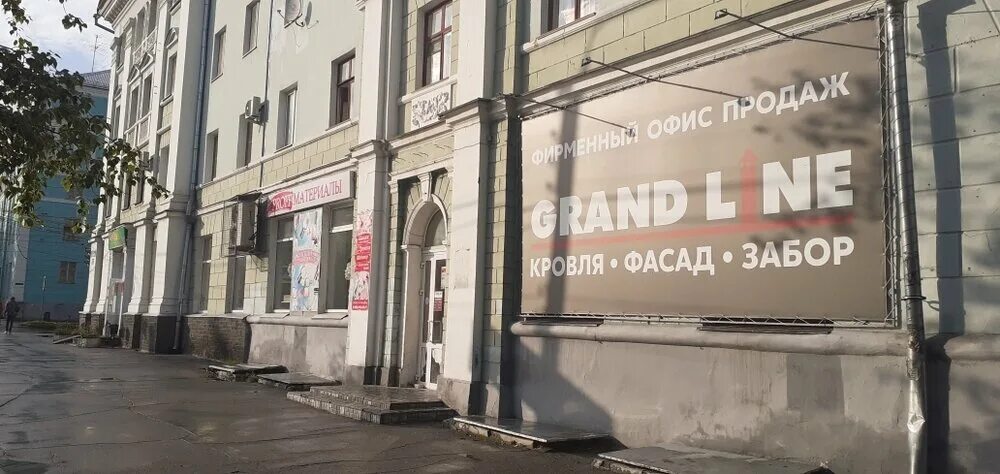 МАТЕРИАЛЫ
ФИРМЕННЫЙ ОФИС ПРОДАЖ
GRAND LINE
КРОВЛЯ • ФАСАД • ЗАБОР